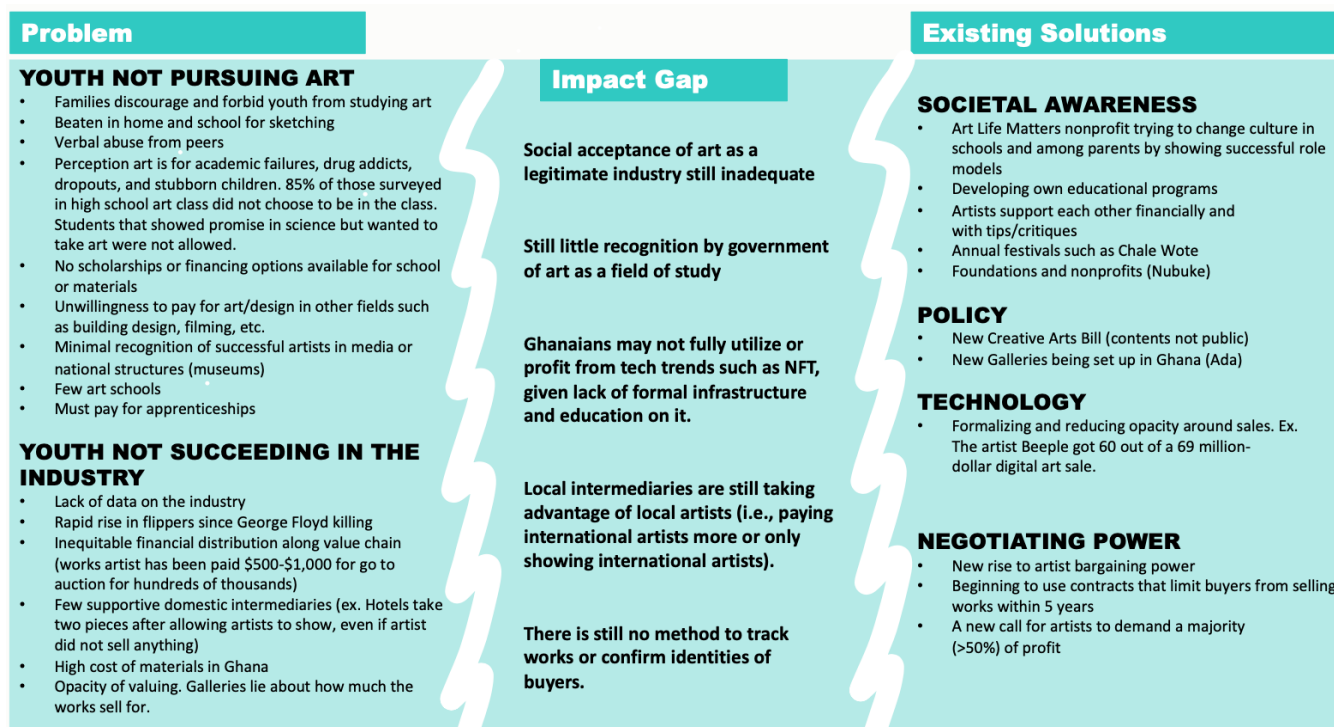 Problem
YOUTH NOT PURSUING ART
• Families discourage and forbid youth from studying art
• Beaten in home and school for sketching
• Verbal abuse from peers
• Perception art is for academic failures, drug addicts,
dropouts, and stubborn children. 85% of those surveyed
in high school art class did not choose to be in the class.
Students that showed promise in science but wanted to
take art were not allowed.
• No scholarships or financing options available for school
or materials
• Unwillingness to pay for art/design in other fields such
as building design, filming, etc.
• Minimal recognition of successful artists in media or
national structures (museums)
• Few art schools
• Must pay for apprenticeships
YOUTH NOT SUCCEEDING IN THE
INDUSTRY
• Lack of data on the industry
• Rapid rise in flippers since George Floyd killing
• Inequitable financial distribution along value chain
(works artist has been paid $500-$1,000 for go to
auction for hundreds of thousands)
• Few supportive domestic intermediaries (ex. Hotels take
two pieces after allowing artists to show, even if artist
did not sell anything)
• High cost of materials in Ghana
• Opacity of valuing. Galleries lie about how much the
works sell for.
Impact Gap
Social acceptance of art as a
legitimate industry still inadequate
Still little recognition by government
of art as a field of study
Ghanaians may not fully utilize or
profit from tech trends such as NFT,
given lack of formal infrastructure
and education on it.
Local intermediaries are still taking
advantage of local artists (i.e., paying
international artists more or only
showing international artists).
There is still no method to track
works or confirm identities of
buyers.
Existing Solutions
SOCIETAL AWARENESS
• Art Life Matters nonprofit trying to change culture in
schools and among parents by showing successful role
models
• Developing own educational programs
• Artists support each other financially and
with tips/critiques
• Annual festivals such as Chale Wote
• Foundations and nonprofits (Nubuke)
POLICY
• New Creative Arts Bill (contents not public)
• New Galleries being set up in Ghana (Ada)
TECHNOLOGY
• Formalizing and reducing opacity around sales. Ex.
The artist Beeple got 60 out of a 69 million-
dollar digital art sale.
NEGOTIATING POWER
• New rise to artist bargaining power
• Beginning to use contracts that limit buyers from selling
works within 5 years
• A new call for artists to demand a majority
(>50%) of profit